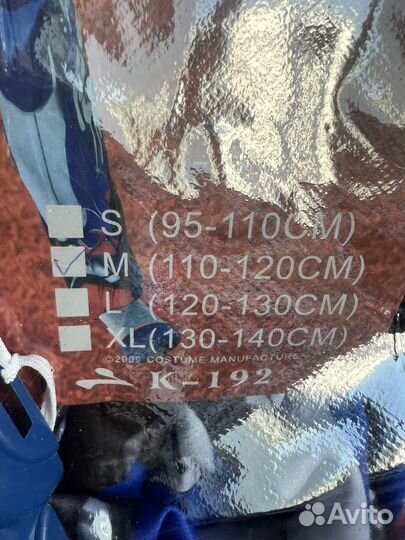 S (95-110CM)
M (110-120CM)
L (120-130CM)
XL(130-140CM)
©2009 COSTUME MANUFACTURE
K-192
Avito